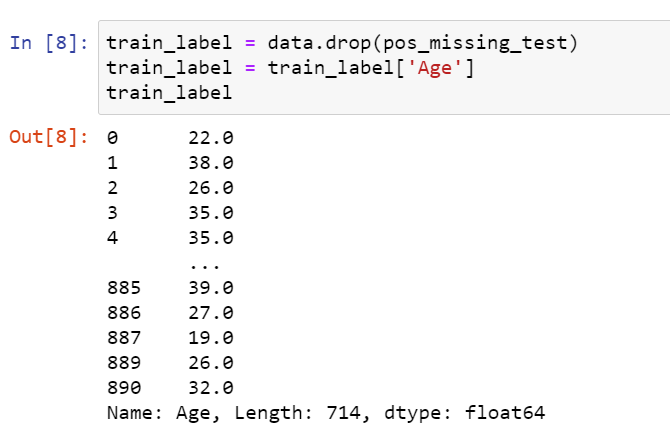 In [8]: train_label = data.drop(pos_missing_test)
train_label = train_label['Age']
train_label
Out[8]: 0 22.0
1 38.0
2 26.0
3 35.0
4 35.0
...
885 39.0
886 27.0
887 19.0
889 26.0
890 32.0
Name: Age, Length: 714, dtype: float64